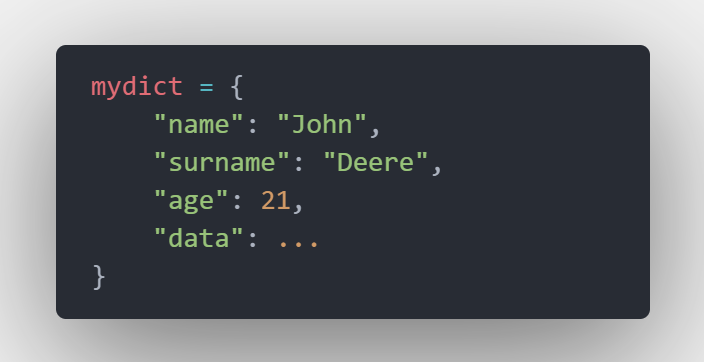 mydict = {
    "name": "John",
    "surname": "Deere",
    "age": 21,
    "data": ...
}